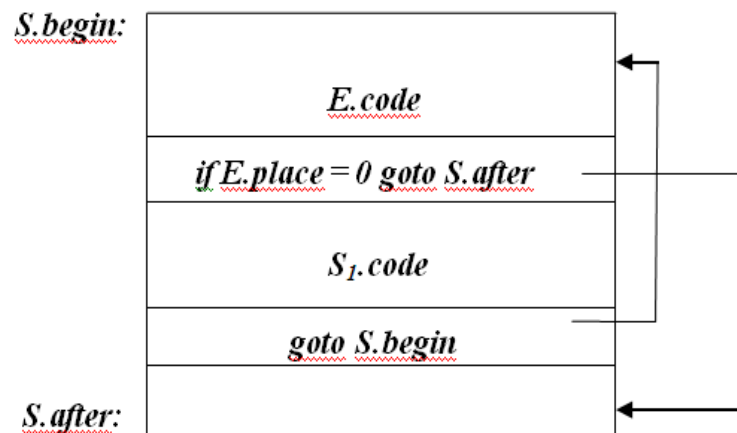 S.begin:
E.code
if E.place = 0 goto S.after
S₁.code
goto S.begin
S.after: